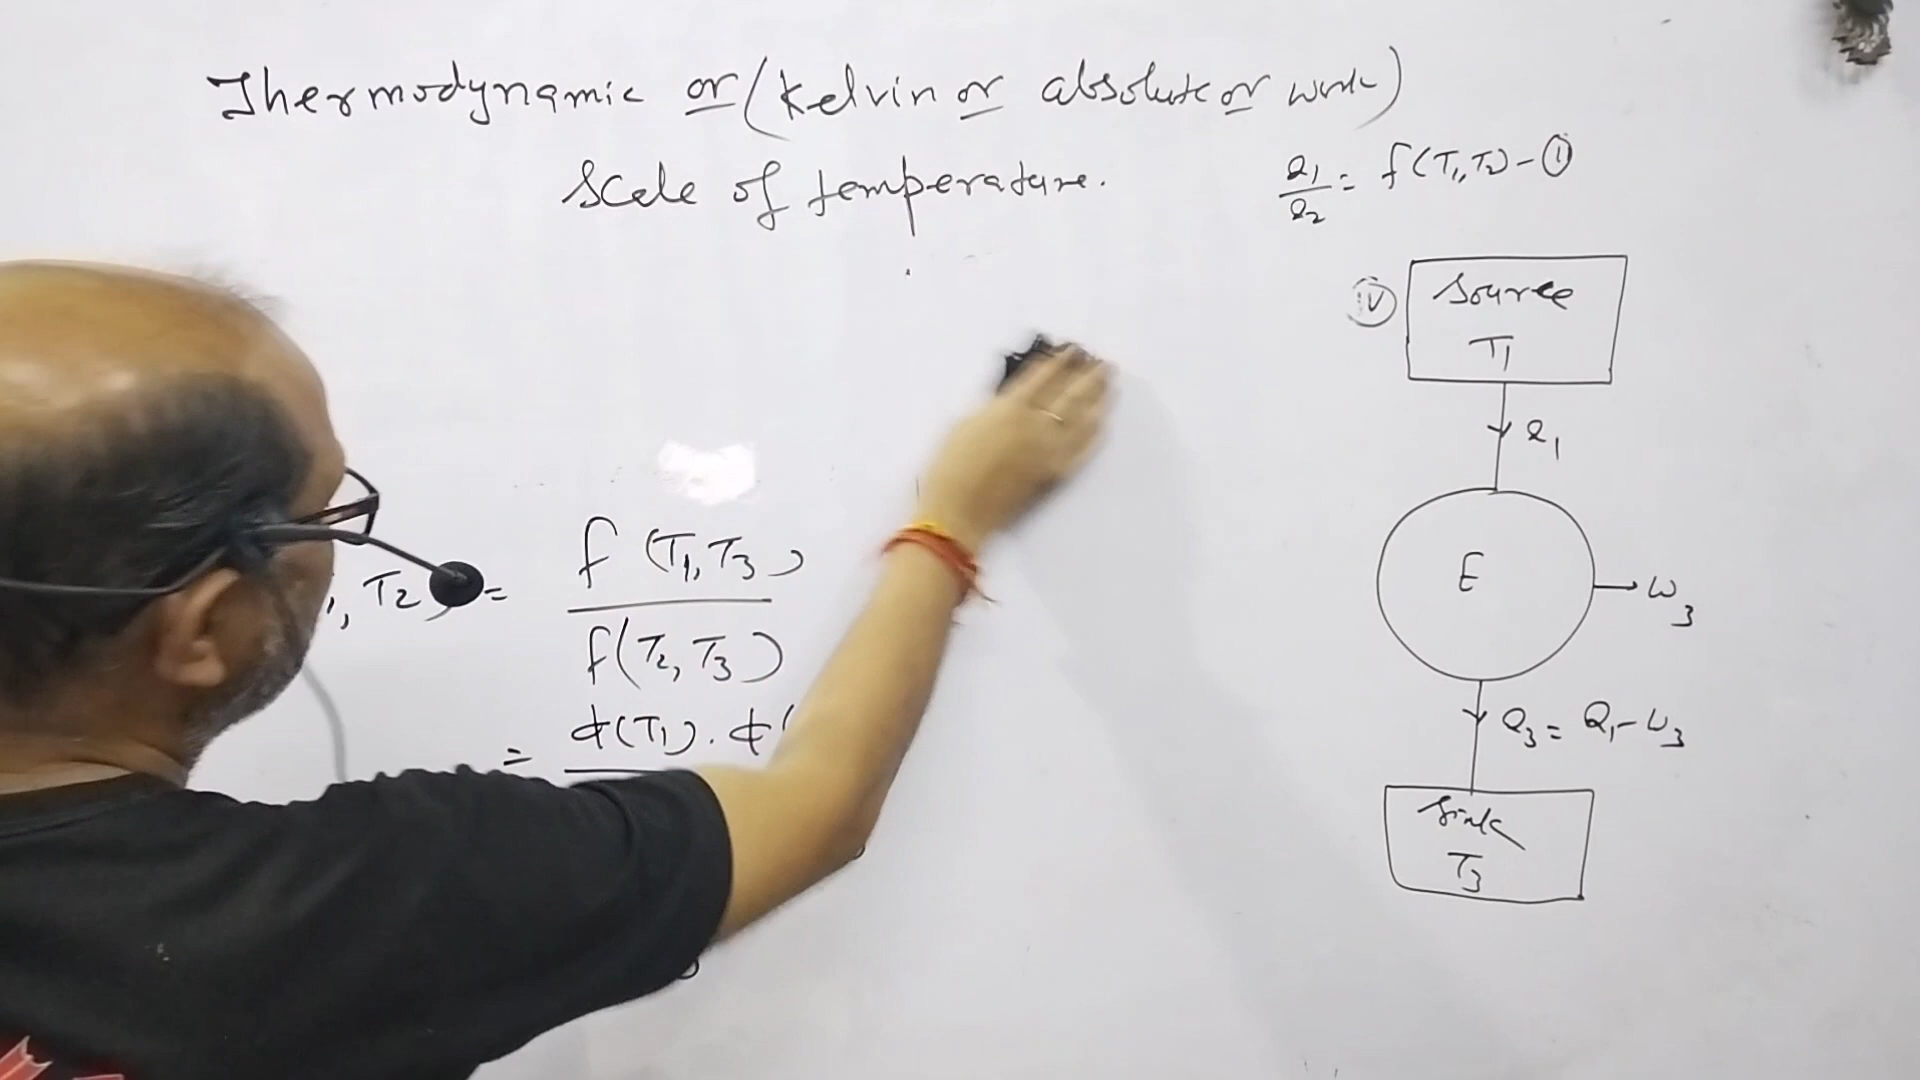 Thermodynamic or (Kelvin or absolute or work)
Scale of temperature.
Q1/Q2 = f(T1, T2) - ①
ⅳ Source
T1
Q1
E → W3
Q3 = Q1 - W3
Sink
T3
, T2) = f(T1, T3)
f(T2, T3)
= ϕ(T1). ϕ(